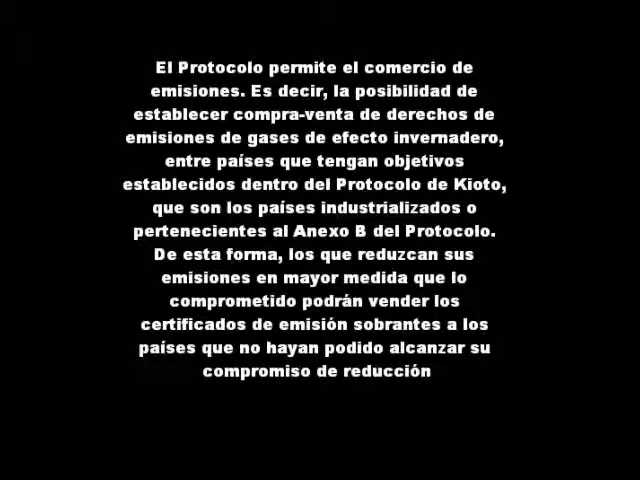 El Protocolo permite el comercio de
emisiones. Es decir, la posibilidad de
establecer compra-venta de derechos de
emisiones de gases de efecto invernadero,
entre países que tengan objetivos
establecidos dentro del Protocolo de Kioto,
que son los países industrializados o
pertenecientes al Anexo B del Protocolo.
De esta forma, los que reduzcan sus
emisiones en mayor medida que lo
comprometido podrán vender los
certificados de emisión sobrantes a los
países que no hayan podido alcanzar su
compromiso de reducción